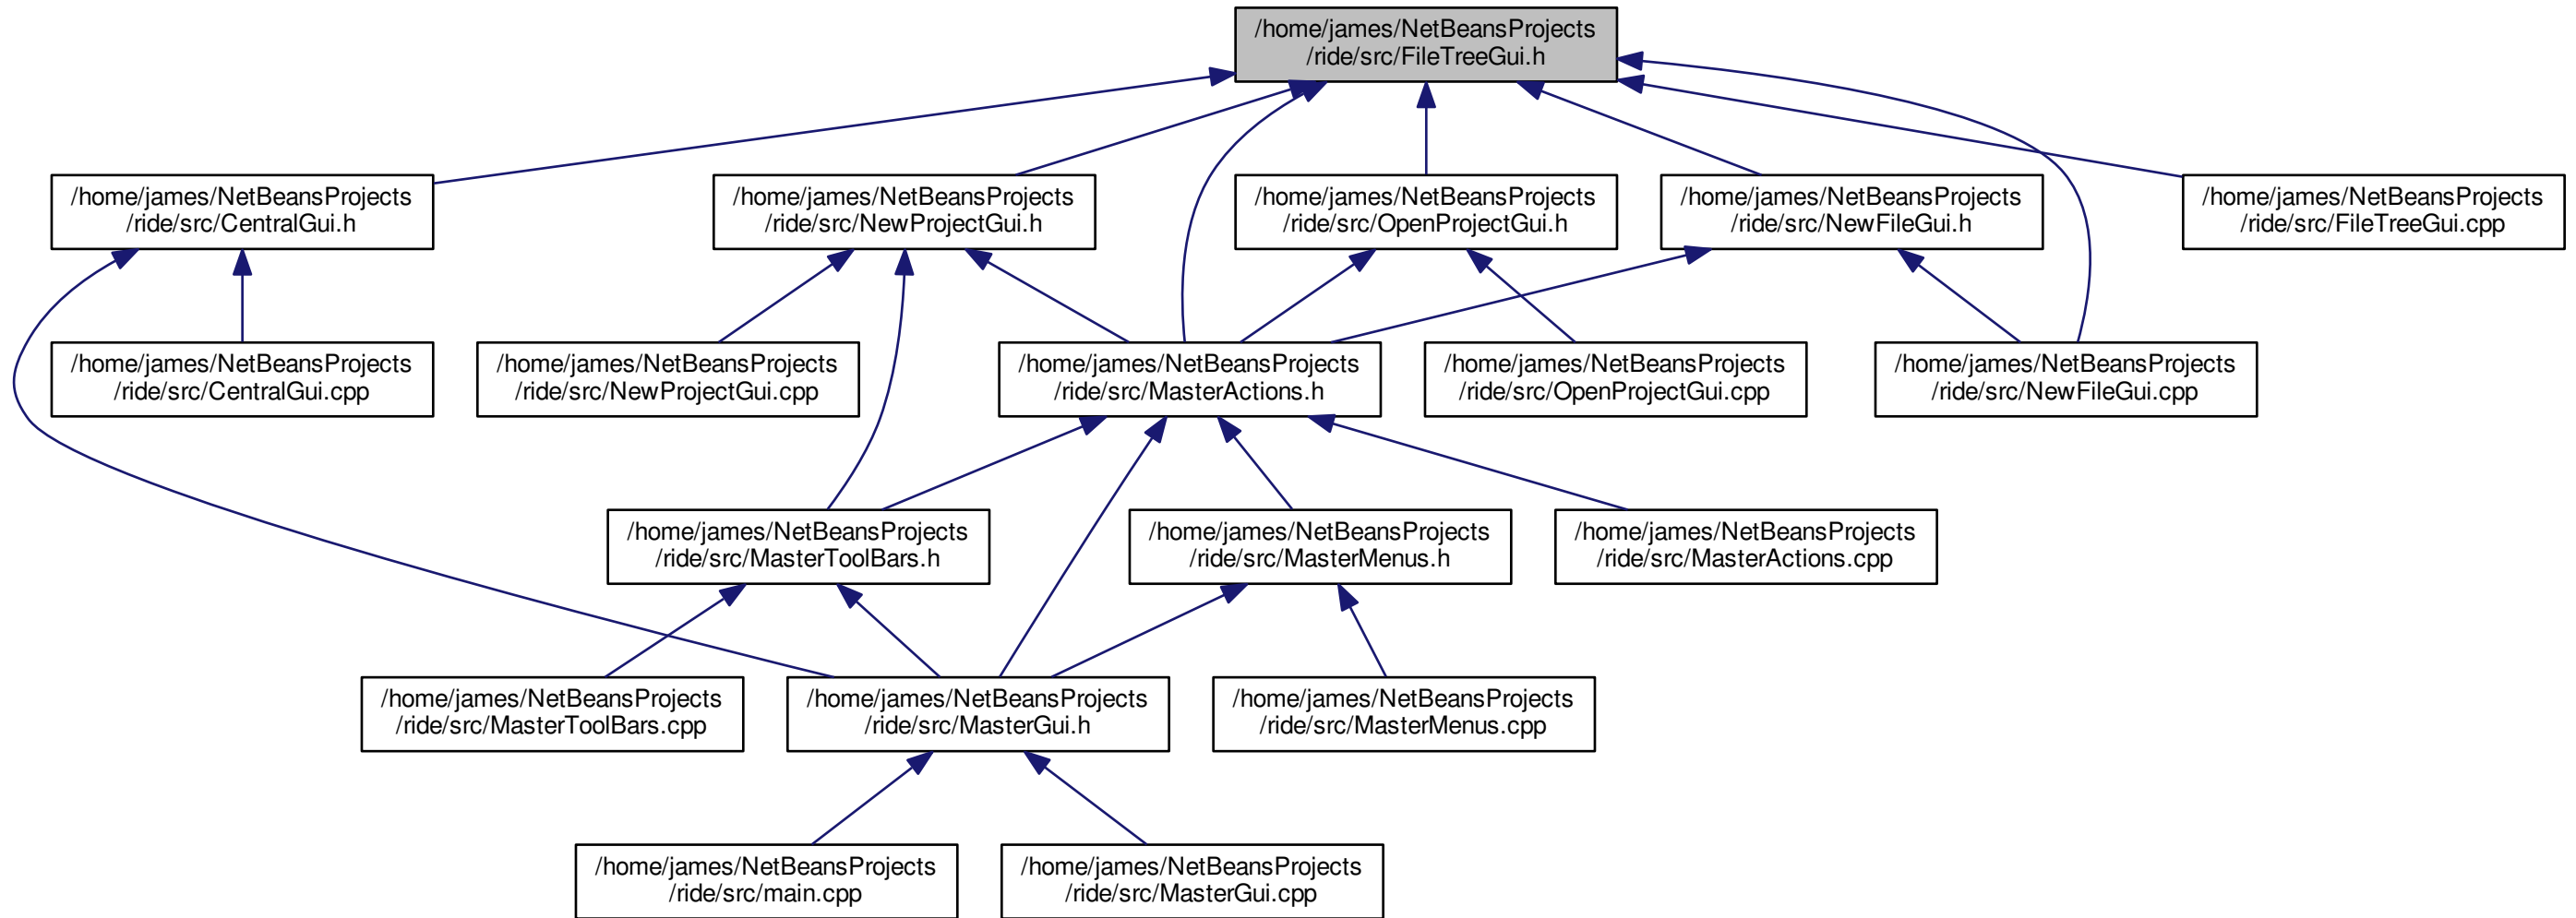 /home/james/NetBeansProjects
/ride/src/FileTreeGui.h
/home/james/NetBeansProjects
/ride/src/CentralGui.h
/home/james/NetBeansProjects
/ride/src/NewProjectGui.h
/home/james/NetBeansProjects
/ride/src/OpenProjectGui.h
/home/james/NetBeansProjects
/ride/src/NewFileGui.h
/home/james/NetBeansProjects
/ride/src/FileTreeGui.cpp
/home/james/NetBeansProjects
/ride/src/CentralGui.cpp
/home/james/NetBeansProjects
/ride/src/NewProjectGui.cpp
/home/james/NetBeansProjects
/ride/src/MasterActions.h
/home/james/NetBeansProjects
/ride/src/OpenProjectGui.cpp
/home/james/NetBeansProjects
/ride/src/NewFileGui.cpp
/home/james/NetBeansProjects
/ride/src/MasterToolBars.h
/home/james/NetBeansProjects
/ride/src/MasterMenus.h
/home/james/NetBeansProjects
/ride/src/MasterActions.cpp
/home/james/NetBeansProjects
/ride/src/MasterToolBars.cpp
/home/james/NetBeansProjects
/ride/src/MasterGui.h
/home/james/NetBeansProjects
/ride/src/MasterMenus.cpp
/home/james/NetBeansProjects
/ride/src/main.cpp
/home/james/NetBeansProjects
/ride/src/MasterGui.cpp